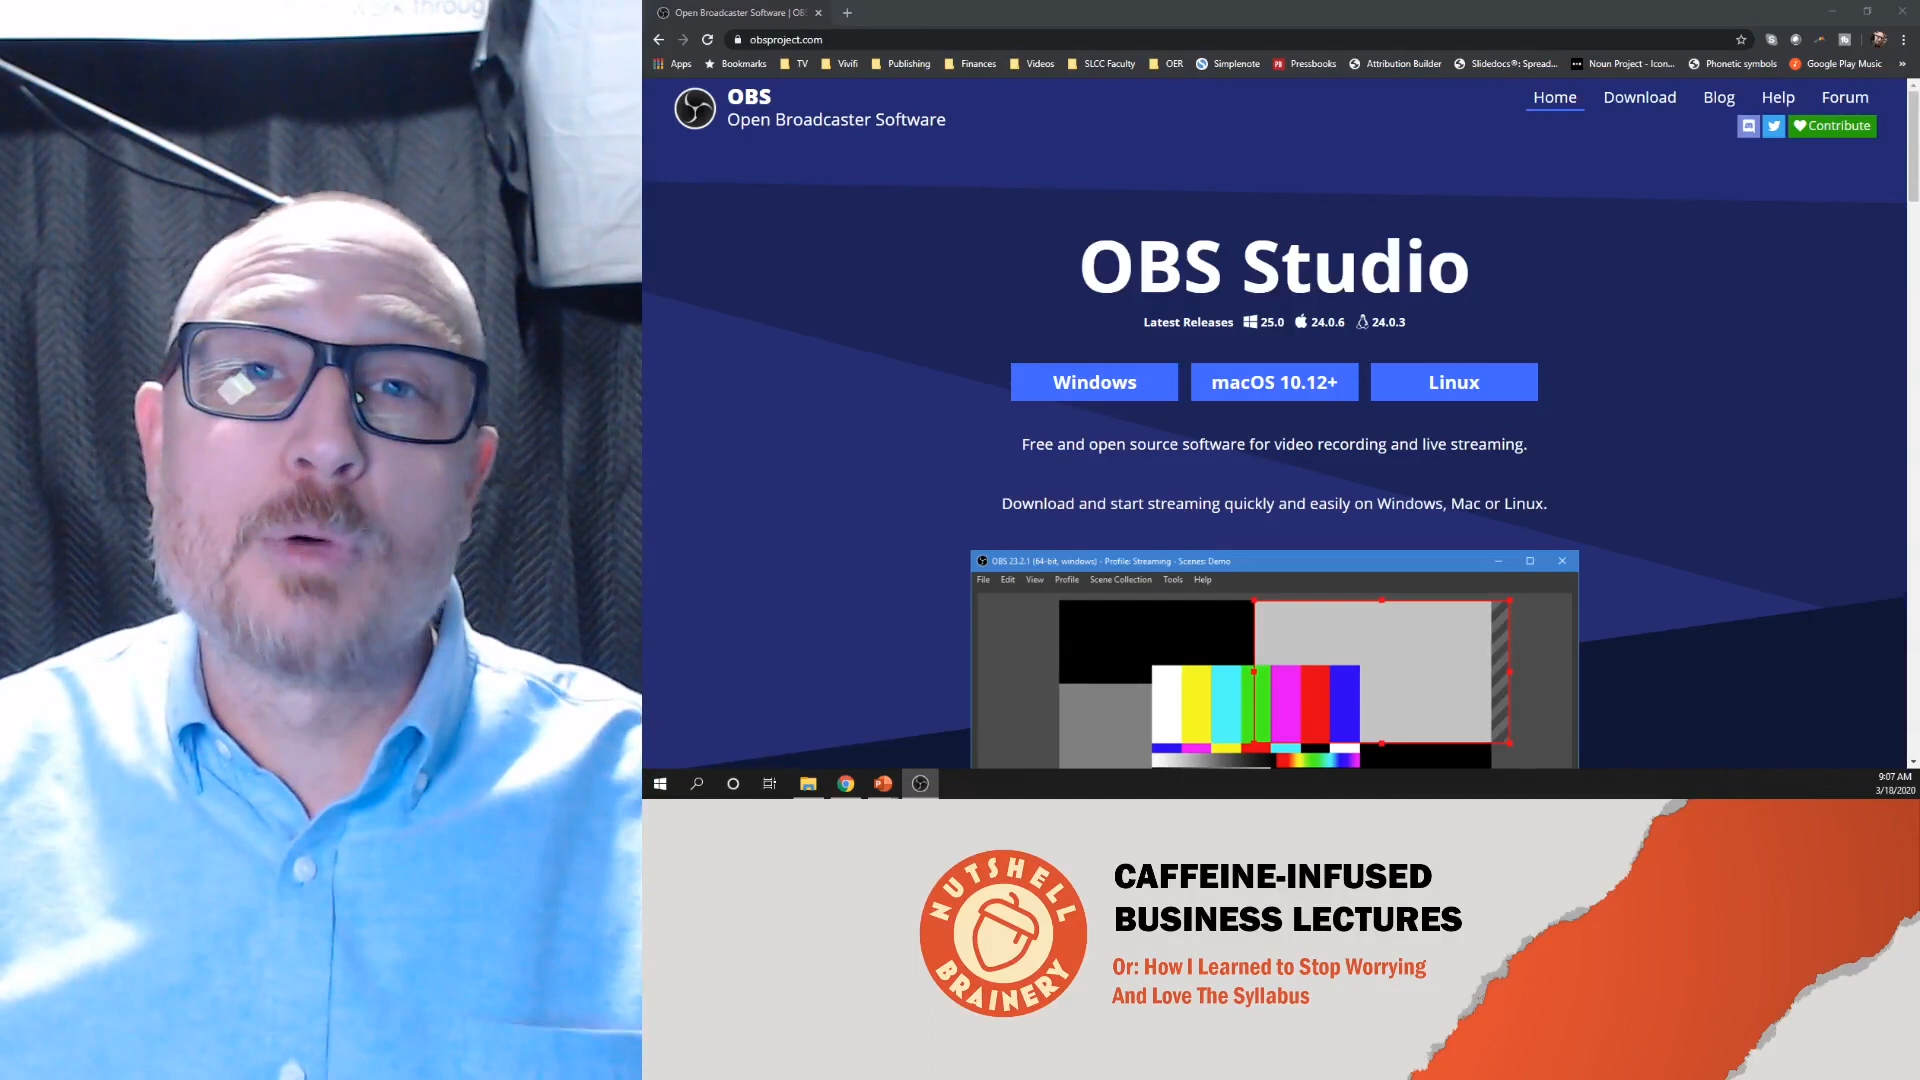 work through
Open Broadcaster Software | OB
obsproject.com
Apps Bookmarks TV Vivifi Publishing Finances Videos SLCC Faculty OER Simplenote Pressbooks Attribution Builder Slidedocs®: Spread... Noun Project - Icon... Phonetic symbols Google Play Music »
OBS
Open Broadcaster Software
Home Download Blog Help Forum
Contribute
OBS Studio
Latest Releases 25.0 24.0.6 24.0.3
Windows macOS 10.12+ Linux
Free and open source software for video recording and live streaming.
Download and start streaming quickly and easily on Windows, Mac or Linux.
OBS 23.2.1 (64-bit, windows) - Profile: Streaming - Scenes: Demo
File Edit View Profile Scene Collection Tools Help
9:07 AM
3/18/2020
NUTSHELL
BRAINERY
CAFFEINE-INFUSED
BUSINESS LECTURES
Or: How I Learned to Stop Worrying
And Love The Syllabus